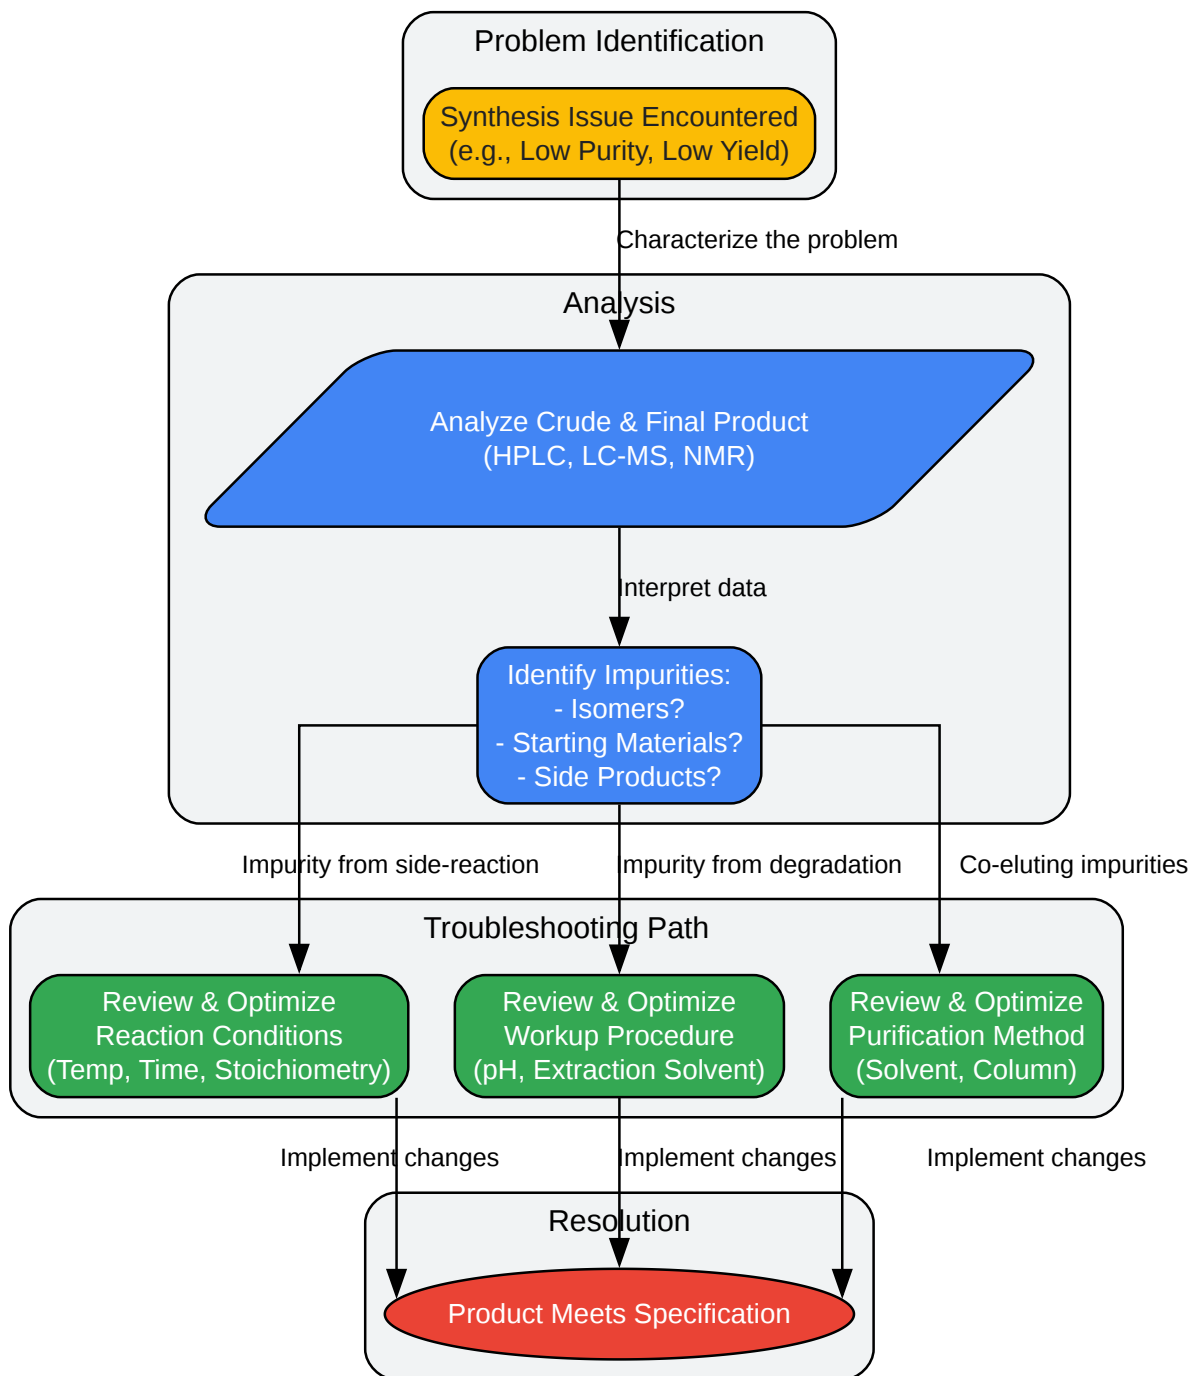 Problem Identification
Synthesis Issue Encountered
(e.g., Low Purity, Low Yield)
Characterize the problem
Analysis
Analyze Crude & Final Product
(HPLC, LC-MS, NMR)
Interpret data
Identify Impurities:
- Isomers?
- Starting Materials?
- Side Products?
Impurity from side-reaction
Impurity from degradation
Co-eluting impurities
Troubleshooting Path
Review & Optimize
Reaction Conditions
(Temp, Time, Stoichiometry)
Review & Optimize
Workup Procedure
(pH, Extraction Solvent)
Review & Optimize
Purification Method
(Solvent, Column)
Implement changes
Implement changes
Implement changes
Resolution
Product Meets Specification